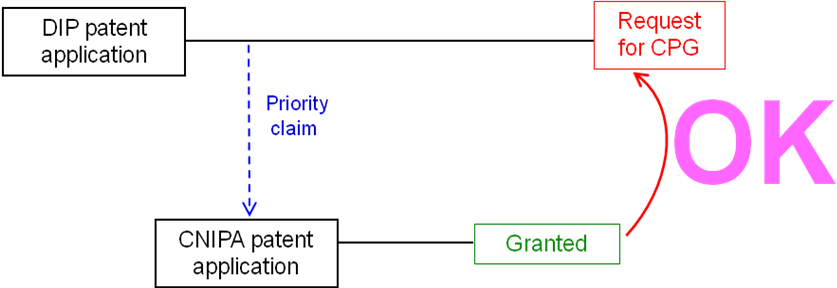 DIP patent
application
Request
for CPG
Priority
claim
OK
CNIPA patent
application
Granted